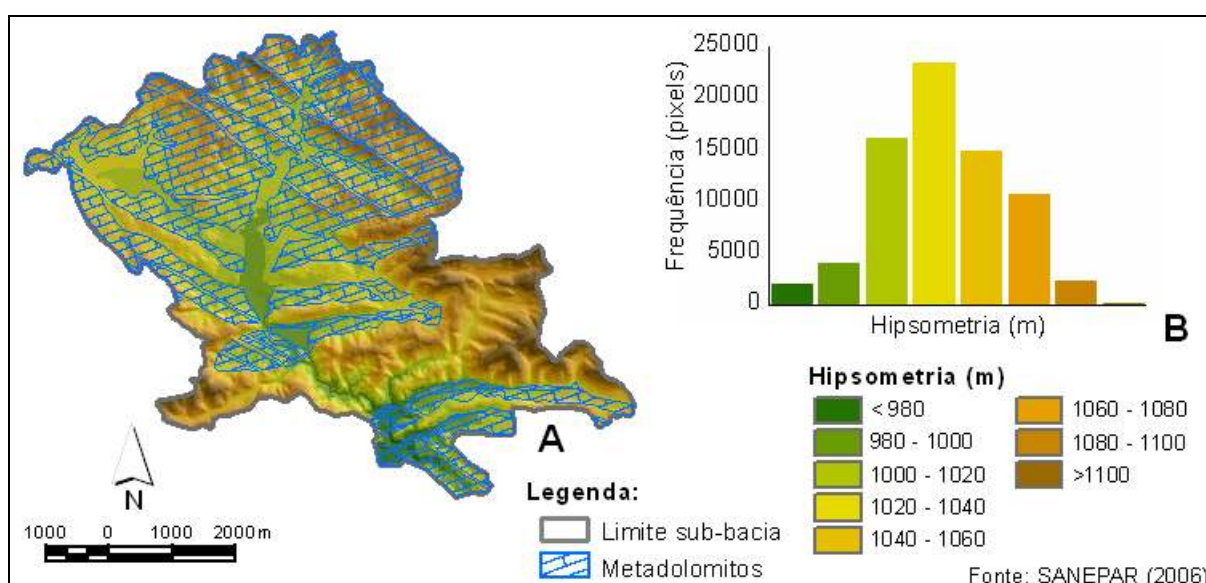 25000
20000
15000
10000
5000
0
Frequência (pixels)
Hipsometria (m)
B
A
N
1000 0 1000 2000 m
Legenda:
Limite sub-bacia
Metadolomitos
Hipsometria (m)
< 980
980 - 1000
1000 - 1020
1020 - 1040
1040 - 1060
1060 - 1080
1080 - 1100
>1100
Fonte: SANEPAR (2006)